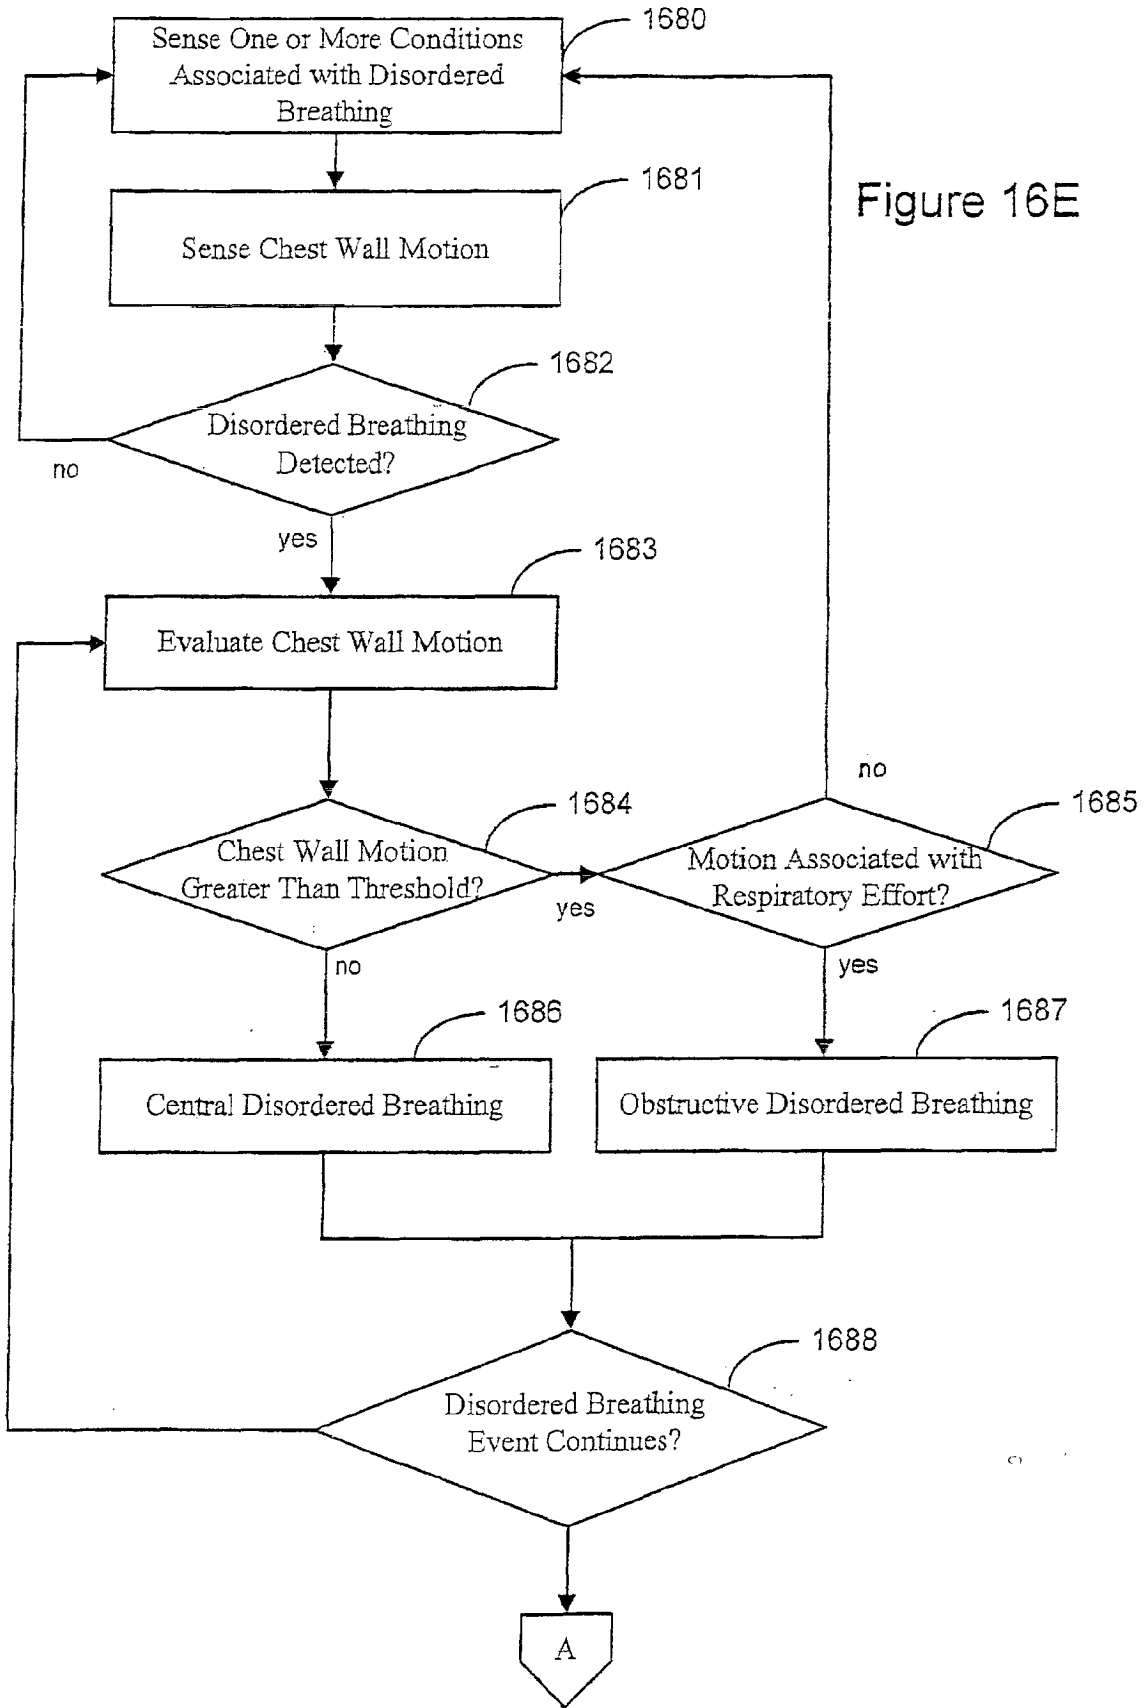 1680
Sense One or More Conditions
Associated with Disordered
Breathing
1681
Sense Chest Wall Motion
Figure 16E
1682
Disordered Breathing
Detected?
no
yes
1683
Evaluate Chest Wall Motion
no
1684
Chest Wall Motion
Greater Than Threshold?
yes
1685
Motion Associated with
Respiratory Effort?
no
yes
1686
Central Disordered Breathing
1687
Obstructive Disordered Breathing
1688
Disordered Breathing
Event Continues?
A